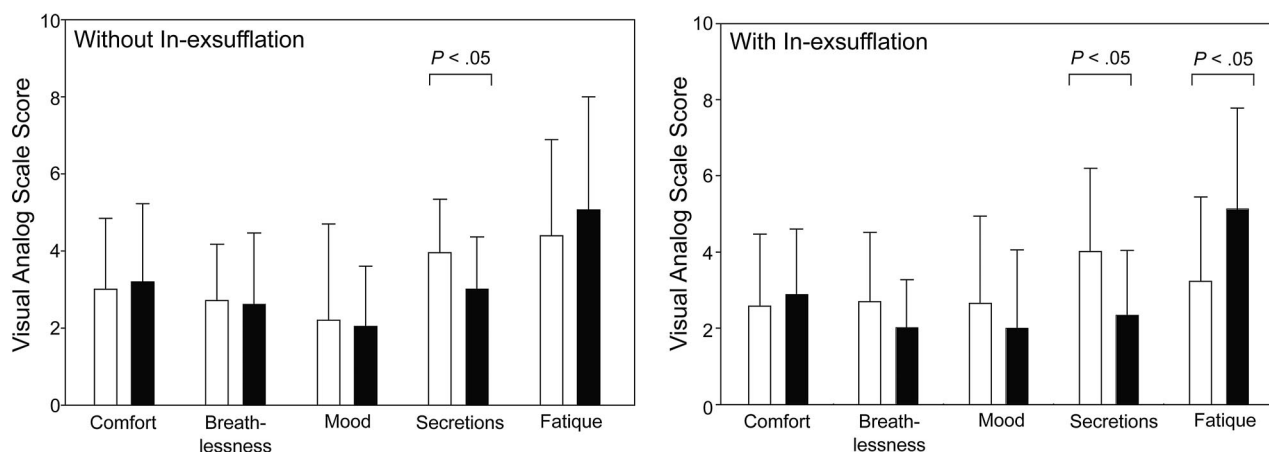 Without In-exsufflation
P < .05
Visual Analog Scale Score
10
8
6
4
2
0
Comfort
Breath-
lessness
Mood
Secretions
Fatique
With In-exsufflation
P < .05
P < .05
Visual Analog Scale Score
10
8
6
4
2
0
Comfort
Breath-
lessness
Mood
Secretions
Fatique